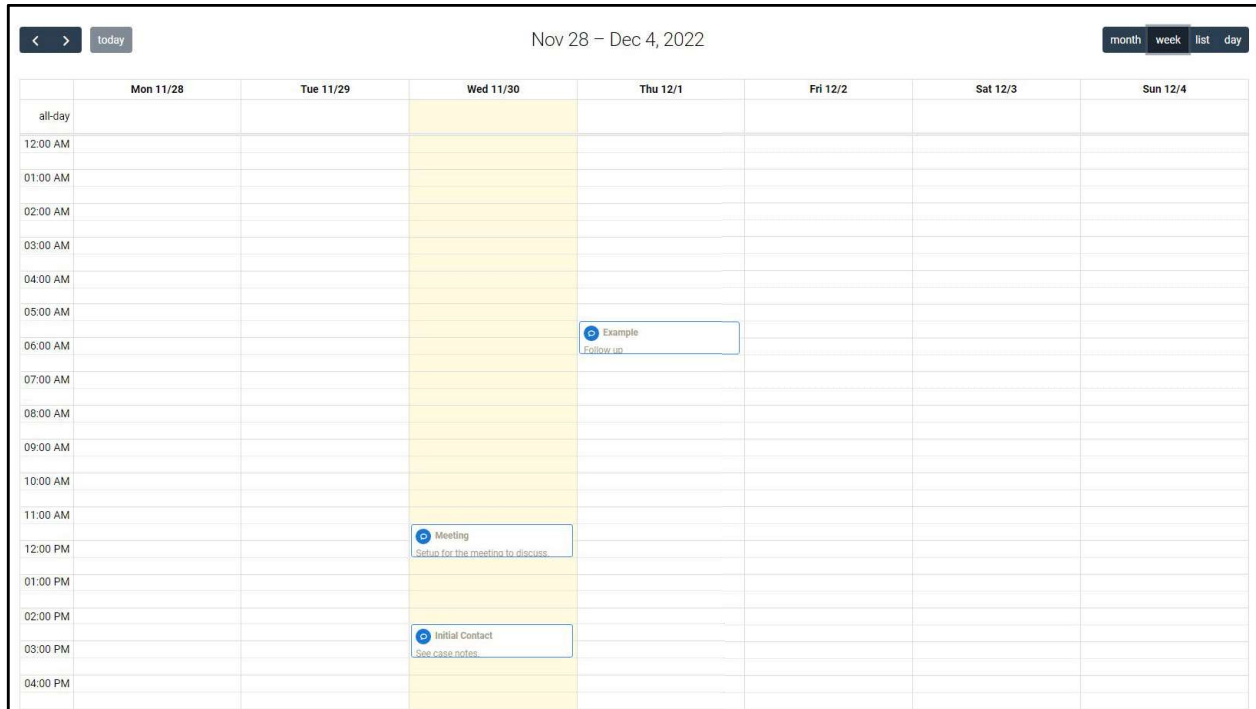 today
Nov 28 – Dec 4, 2022
month week list day
Mon 11/28 Tue 11/29 Wed 11/30 Thu 12/1 Fri 12/2 Sat 12/3 Sun 12/4
all-day
12:00 AM
01:00 AM
02:00 AM
03:00 AM
04:00 AM
05:00 AM
Example
06:00 AM
Follow up
07:00 AM
08:00 AM
09:00 AM
10:00 AM
11:00 AM
Meeting
12:00 PM
Setup for the meeting to discuss.
01:00 PM
02:00 PM
Initial Contact
03:00 PM
See case notes.
04:00 PM